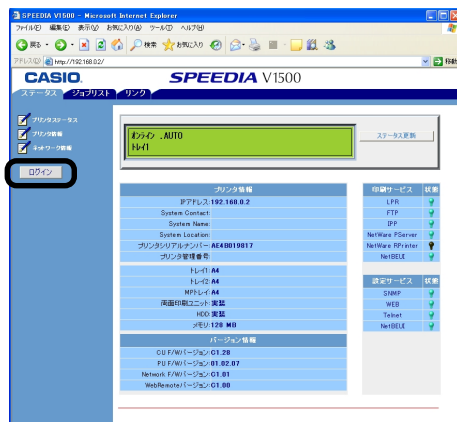 SPEEDIA V1500 - Microsoft Internet Explorer
ファイル(F) 編集(E) 表示(V) お気に入り(A) ツール(T) ヘルプ(H)
戻る 検索 お気に入り
アドレス(D) http://192.168.0.2/ 移動
CASIO. SPEEDIA V1500
ステータス ジョブリスト リンク
プリンタステータス
プリンタ情報
ネットワーク情報
ログイン
オンライン .AUTO
トレイ1
ステータス更新
プリンタ情報
IPアドレス: 192.168.0.2
System Contact:
System Name:
System Location:
プリンタシリアルナンバー: AE4B019817
プリンタ管理番号:
トレイ1: A4
トレイ2: A4
MPトレイ: A4
両面印刷ユニット: 実装
HDD: 実装
メモリ: 128 MB
バージョン情報
CU F/Wバージョン: C1.28
PU F/Wバージョン: 01.02.07
Network F/Wバージョン: C1.01
WebRemoteバージョン: C1.00
印刷サービス 状態
LPR
FTP
IPP
NetWare PServer
NetWare RPrinter
NetBEUI
設定サービス 状態
SNMP
WEB
Telnet
NetBEUI